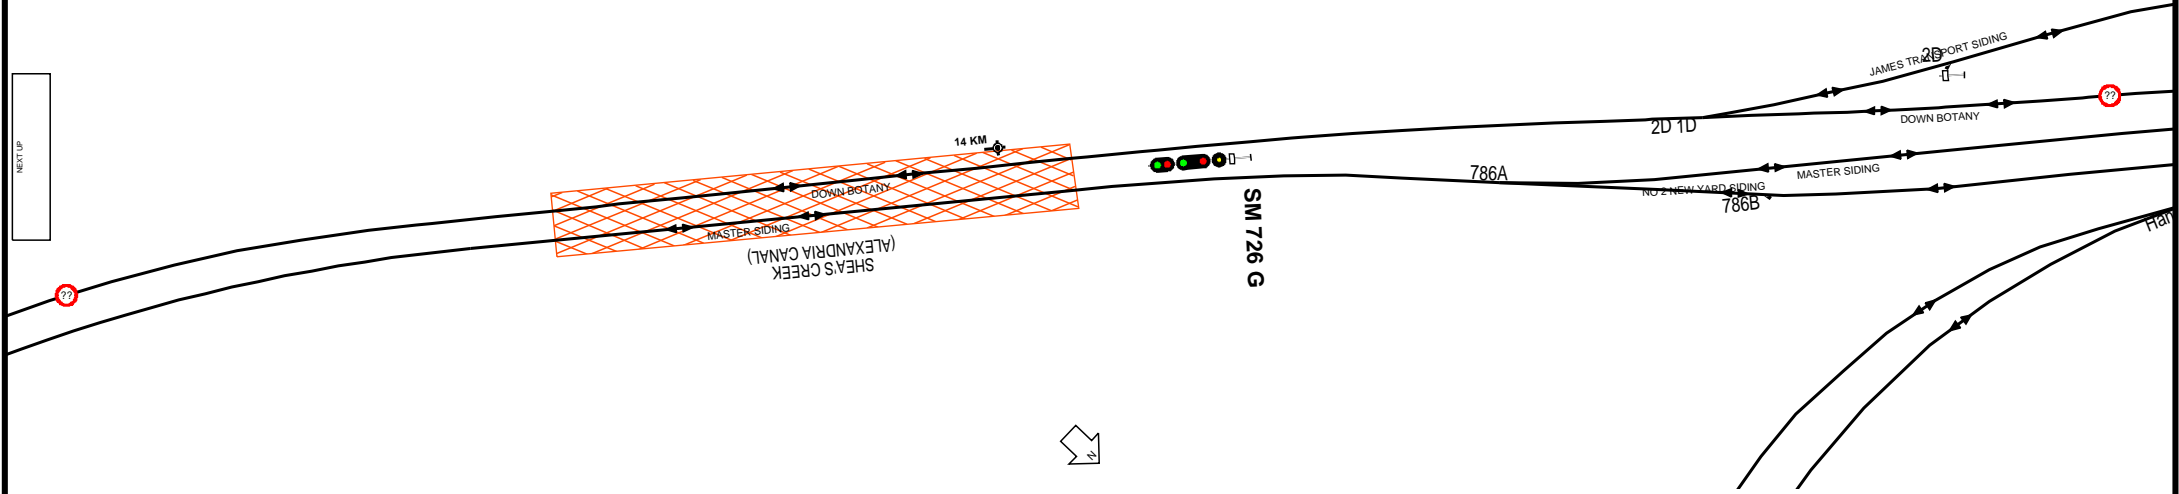 NEXT UP
??
14 KM
DOWN BOTANY
MASTER SIDING
SHEA'S CREEK
(ALEXANDRIA CANAL)
SM 726 G
786A
2D 1D
JAMES TRANSPORT SIDING
2D
??
DOWN BOTANY
MASTER SIDING
NO 2 NEW YARD SIDING
786B
Han
N